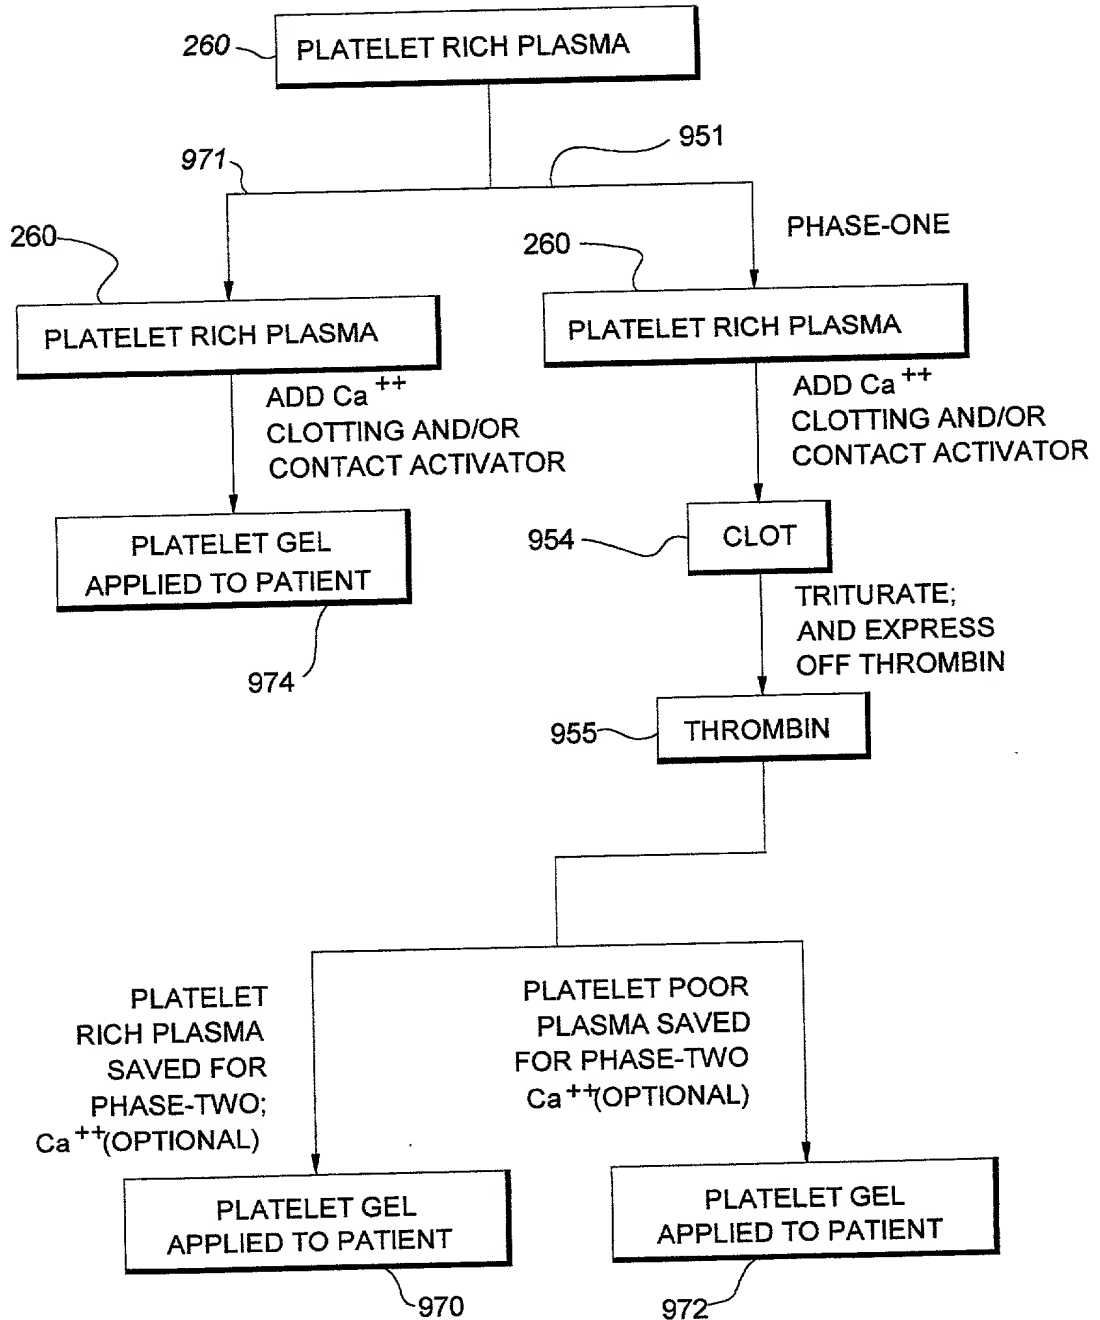 260
PLATELET RICH PLASMA
971
951
PHASE-ONE
260
PLATELET RICH PLASMA
260
PLATELET RICH PLASMA
ADD Ca++
CLOTTING AND/OR
CONTACT ACTIVATOR
ADD Ca++
CLOTTING AND/OR
CONTACT ACTIVATOR
PLATELET GEL
APPLIED TO PATIENT
974
954
CLOT
TRITURATE;
AND EXPRESS
OFF THROMBIN
955
THROMBIN
PLATELET
RICH PLASMA
SAVED FOR
PHASE-TWO;
Ca++(OPTIONAL)
PLATELET POOR
PLASMA SAVED
FOR PHASE-TWO
Ca++(OPTIONAL)
PLATELET GEL
APPLIED TO PATIENT
970
PLATELET GEL
APPLIED TO PATIENT
972